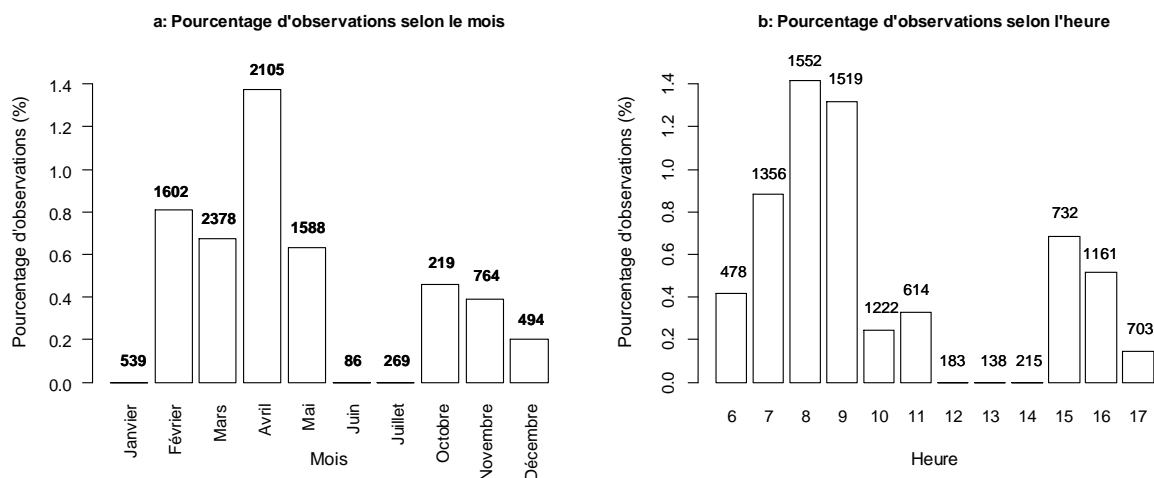 a: Pourcentage d'observations selon le mois
Pourcentage d'observations (%)
1.4
1.2
1.0
0.8
0.6
0.4
0.2
0.0
539
1602
2378
2105
1588
86
269
219
764
494
Janvier
Février
Mars
Avril
Mai
Juin
Juillet
Octobre
Novembre
Décembre
Mois
b: Pourcentage d'observations selon l'heure
Pourcentage d'observations (%)
1.4
1.2
1.0
0.8
0.6
0.4
0.2
0.0
478
1356
1552
1519
1222
614
183
138
215
732
1161
703
6 7 8 9 10 11 12 13 14 15 16 17
Heure